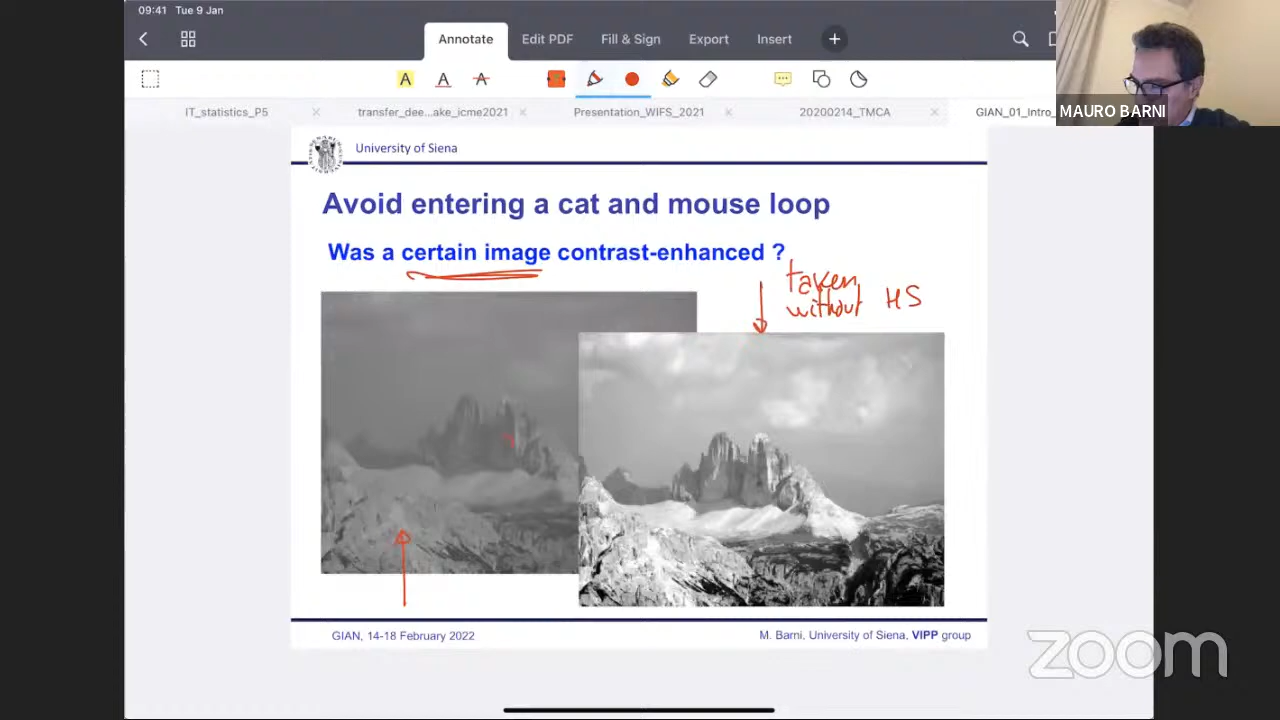 09:41 Tue 9 Jan
Annotate Edit PDF Fill & Sign Export Insert
A A A
IT_statistics_P5 transfer_dee...ake_icme2021 Presentation_WIFS_2021 20200214_TMCA GIAN_01_Intro_
MAURO BARNI
University of Siena
Avoid entering a cat and mouse loop
Was a certain image contrast-enhanced ?
taken
without HS
GIAN, 14-18 February 2022 M. Barni, University of Siena, VIPP group
zoom